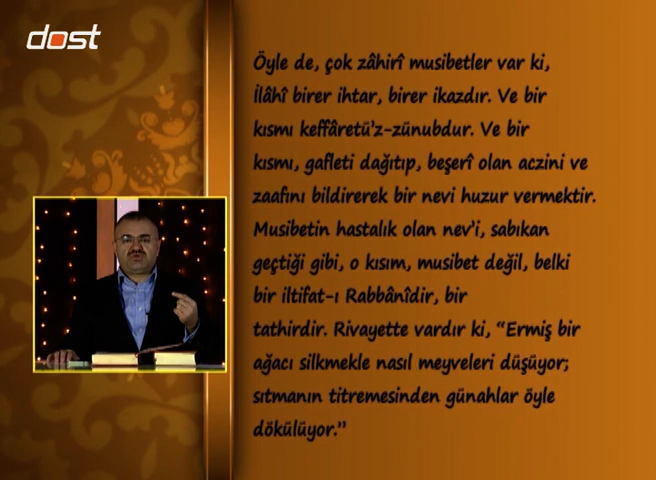 dost
Öyle de, çok zâhirî musibetler var ki,
İlâhî birer ihtar, birer ikazdır. Ve bir
kısmı keffâretü’z-zünubdur. Ve bir
kısmı, gafleti dağıtıp, beşerî olan aczini ve
zaafını bildirerek bir nevi huzur vermektir.
Musibetin hastalık olan nev’i, sabıkan
geçtiği gibi, o kısım, musibet değil, belki
bir iltifat-ı Rabbânîdir, bir
tathirdir. Rivayette vardır ki, “Ermiş bir
ağacı silkmekle nasıl meyveleri düşüyor;
sıtmanın titremesinden günahlar öyle
dökülüyor.”